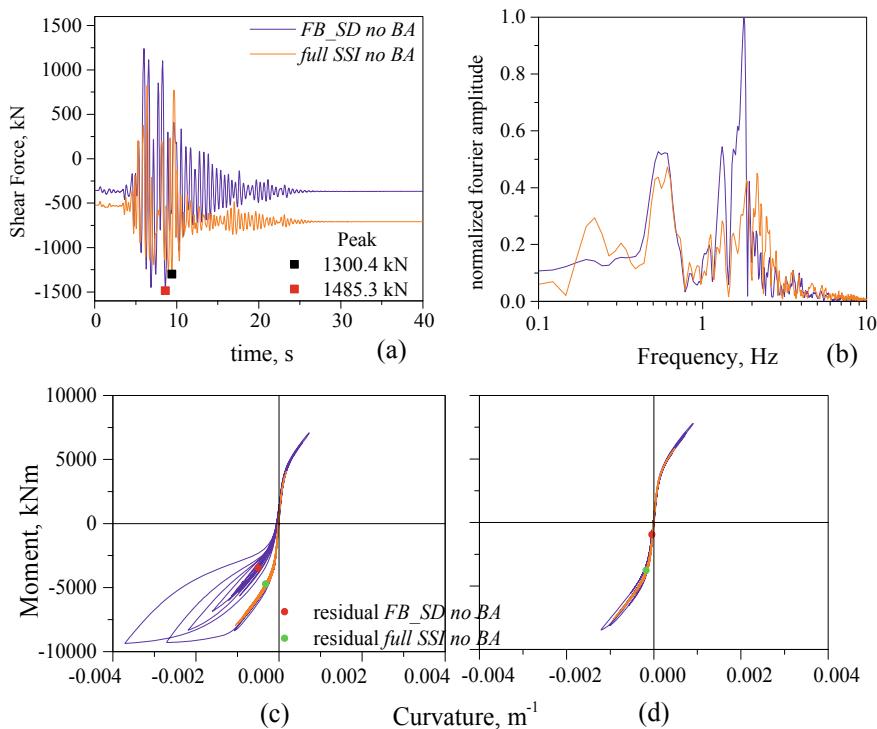 FB_SD no BA
full SSI no BA
Shear Force, kN
1500
1000
500
0
-500
-1000
-1500
Peak
1300.4 kN
1485.3 kN
0 10 20 30 40
time, s
(a)
normalized fourier amplitude
1.0
0.8
0.6
0.4
0.2
0.0
0.1 1 10
Frequency, Hz
(b)
Moment, kNm
10000
5000
0
-5000
-10000
residual FB_SD no BA
residual full SSI no BA
-0.004 -0.002 0.000 0.002 0.004
-0.004 -0.002 0.000 0.002 0.004
(c)
Curvature, m⁻¹
(d)